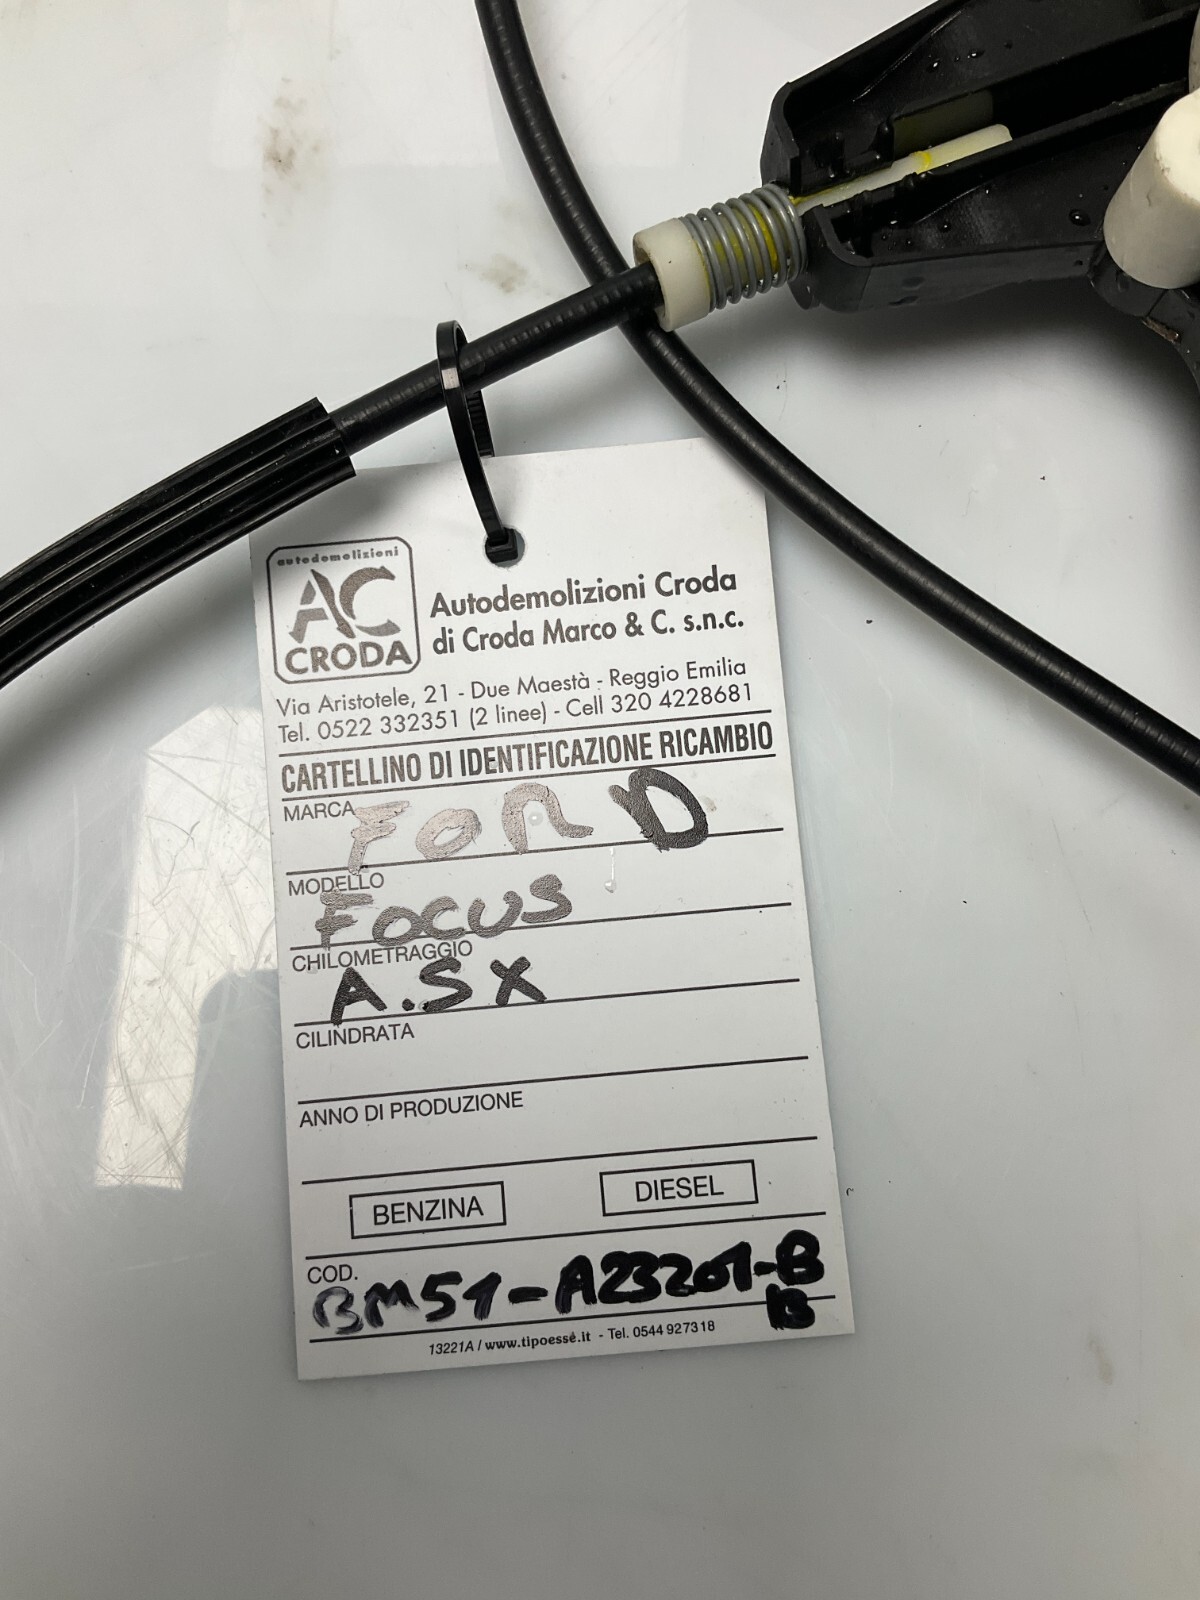 autodemolizioni
AC
CRODA
Autodemolizioni Croda
di Croda Marco & C. s.n.c.
Via Aristotele, 21 - Due Maestà - Reggio Emilia
Tel. 0522 332351 (2 linee) - Cell 320 4228681
CARTELLINO DI IDENTIFICAZIONE RICAMBIO
MARCA FORD
MODELLO
FOCUS
CHILOMETRAGGIO
A.SX
CILINDRATA
ANNO DI PRODUZIONE
BENZINA DIESEL
COD.
BM51-A23201-B
B
13221A / www.tipoesse.it - Tel. 0544 927318